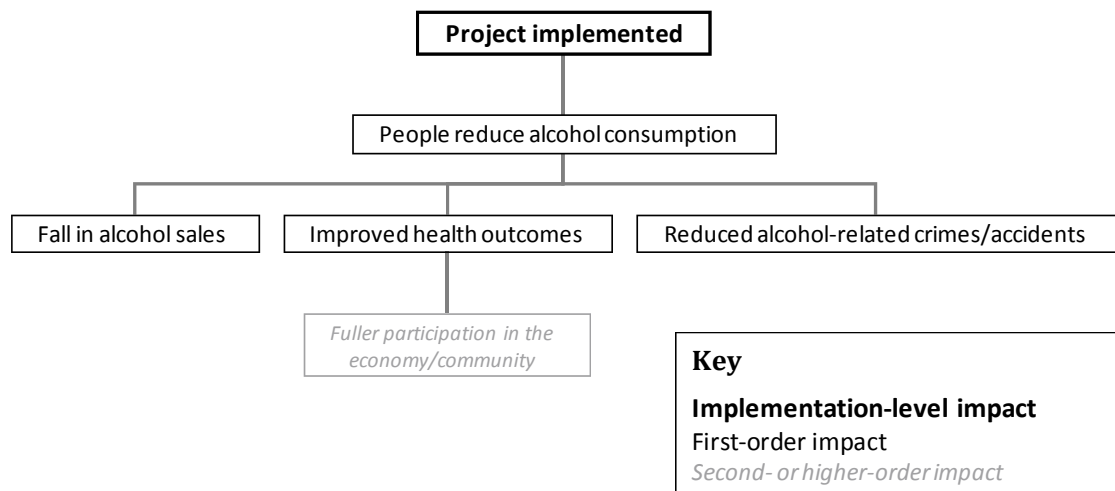 Project implemented
People reduce alcohol consumption
Fall in alcohol sales
Improved health outcomes
Reduced alcohol-related crimes/accidents
Fuller participation in the
economy/community
Key
Implementation-level impact
First-order impact
Second- or higher-order impact